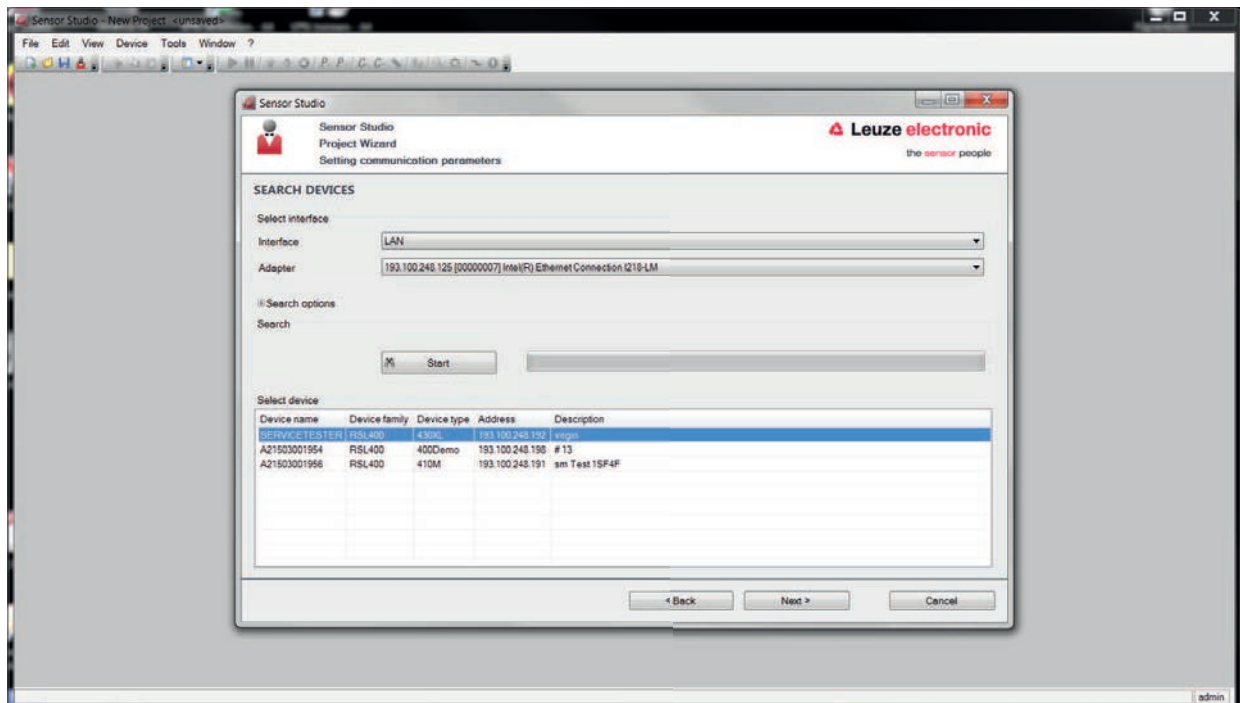 Sensor Studio - New Project <unsaved>
File Edit View Device Tools Window ?
Sensor Studio
Sensor Studio
Project Wizard
Setting communication parameters
Leuze electronic
the sensor people
SEARCH DEVICES
Select interface
Interface LAN
Adapter 193.100.248.125 [00000007] Intel(R) Ethernet Connection I218-LM
Search options
Search
Start
Select device
Device name Device family Device type Address Description
SERVICETESTER RSL400 430XL 193.100.248.192 virgin
A21503001954 RSL400 400Demo 193.100.248.198 # 13
A21503001956 RSL400 410M 193.100.248.191 sm Test 1SF4F
< Back Next > Cancel
admin